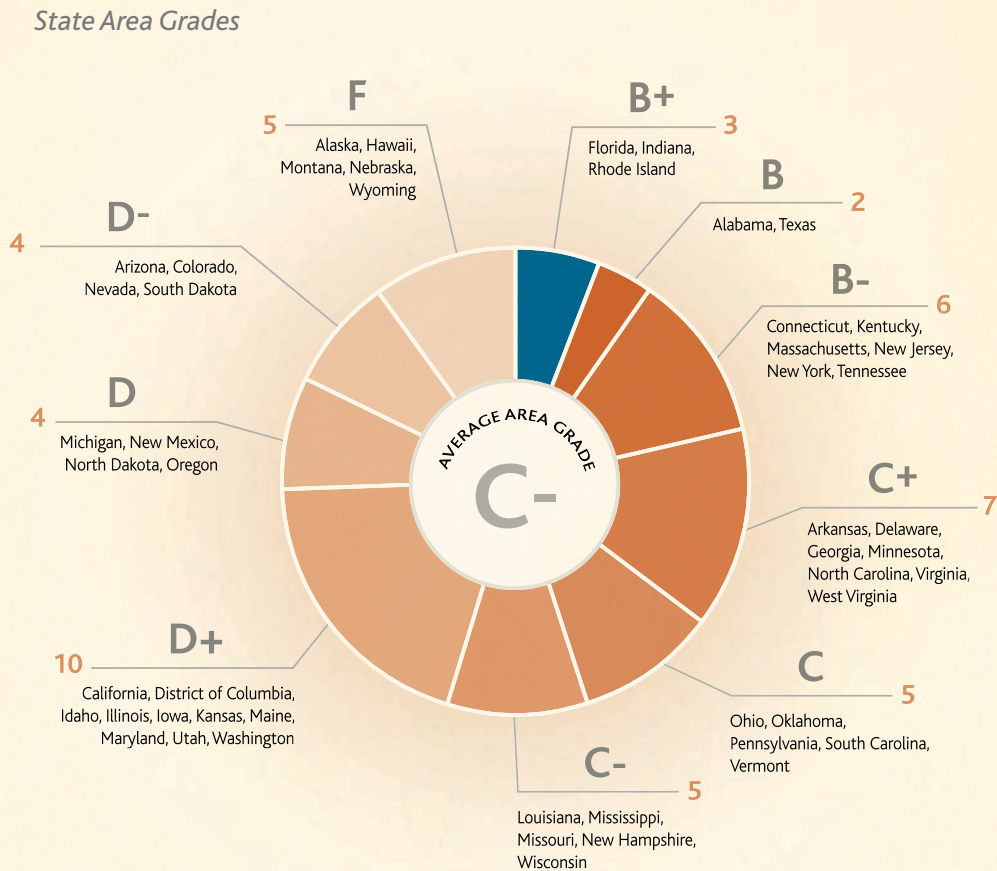 State Area Grades
F
5
Alaska, Hawaii,
Montana, Nebraska,
Wyoming
B+
3
Florida, Indiana,
Rhode Island
B
2
Alabama, Texas
B-
6
Connecticut, Kentucky,
Massachusetts, New Jersey,
New York, Tennessee
C+
7
Arkansas, Delaware,
Georgia, Minnesota,
North Carolina, Virginia,
West Virginia
C
5
Ohio, Oklahoma,
Pennsylvania, South Carolina,
Vermont
C-
5
Louisiana, Mississippi,
Missouri, New Hampshire,
Wisconsin
D+
10
California, District of Columbia,
Idaho, Illinois, Iowa, Kansas, Maine,
Maryland, Utah, Washington
D
4
Michigan, New Mexico,
North Dakota, Oregon
D-
4
Arizona, Colorado,
Nevada, South Dakota
AVERAGE AREA GRADE
C-